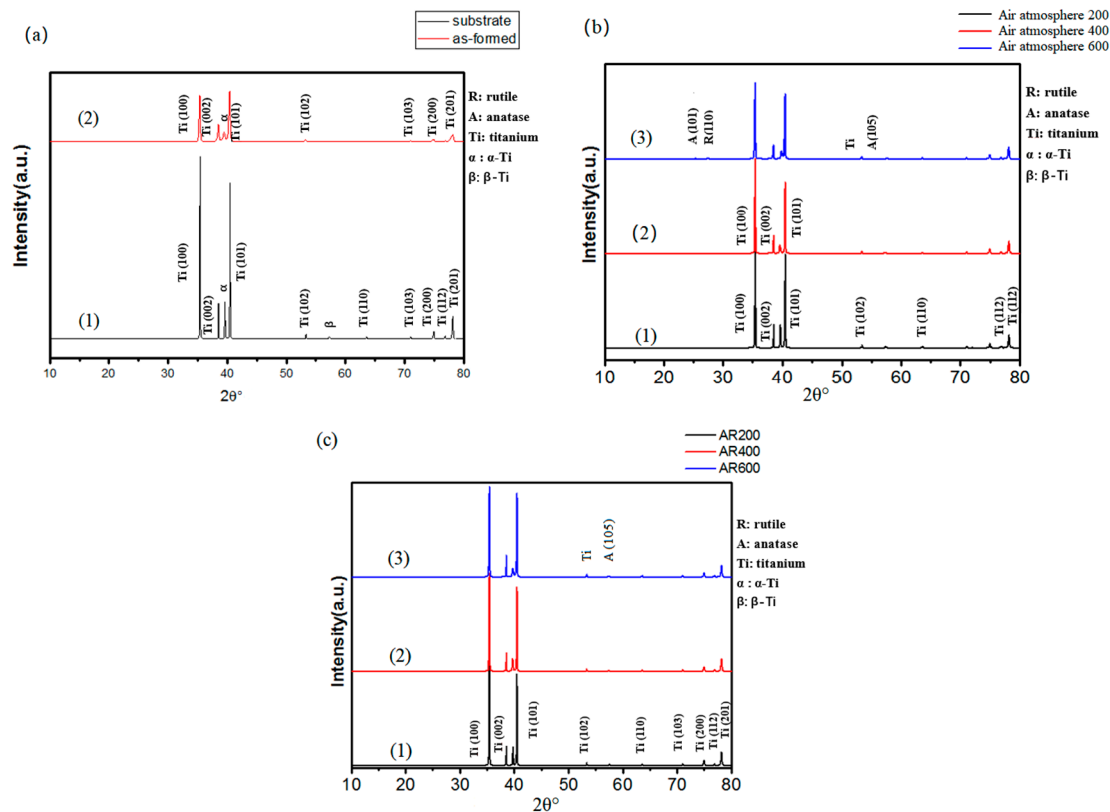 (a)
substrate
as-formed
(2)
Ti (100)
Ti (002)
α
Ti (101)
Ti (102)
Ti (103)
Ti (200)
Ti (201)
R: rutile
A: anatase
Ti: titanium
α : α-Ti
β: β-Ti
(1)
Ti (100)
Ti (002)
α
Ti (101)
Ti (102)
β
Ti (110)
Ti (103)
Ti (200)
Ti (112)
Ti (201)
Intensity(a.u.)
10 20 30 40 50 60 70 80
2θ°
(b)
Air atmosphere 200
Air atmosphere 400
Air atmosphere 600
(3)
A (101)
R(110)
Ti
A(105)
R: rutile
A: anatase
Ti: titanium
α : α-Ti
β: β-Ti
(2)
Ti (100)
Ti (002)
Ti (101)
(1)
Ti (100)
Ti (002)
Ti (101)
Ti (102)
Ti (110)
Ti (112)
Ti (112)
Intensity(a.u.)
10 20 30 40 50 60 70 80
2θ°
(c)
AR200
AR400
AR600
(3)
Ti
A (105)
R: rutile
A: anatase
Ti: titanium
α : α-Ti
β: β-Ti
(2)
(1)
Ti (100)
Ti (002)
Ti (101)
Ti (102)
Ti (110)
Ti (103)
Ti (200)
Ti (112)
Ti (201)
Intensity(a.u.)
10 20 30 40 50 60 70 80
2θ°